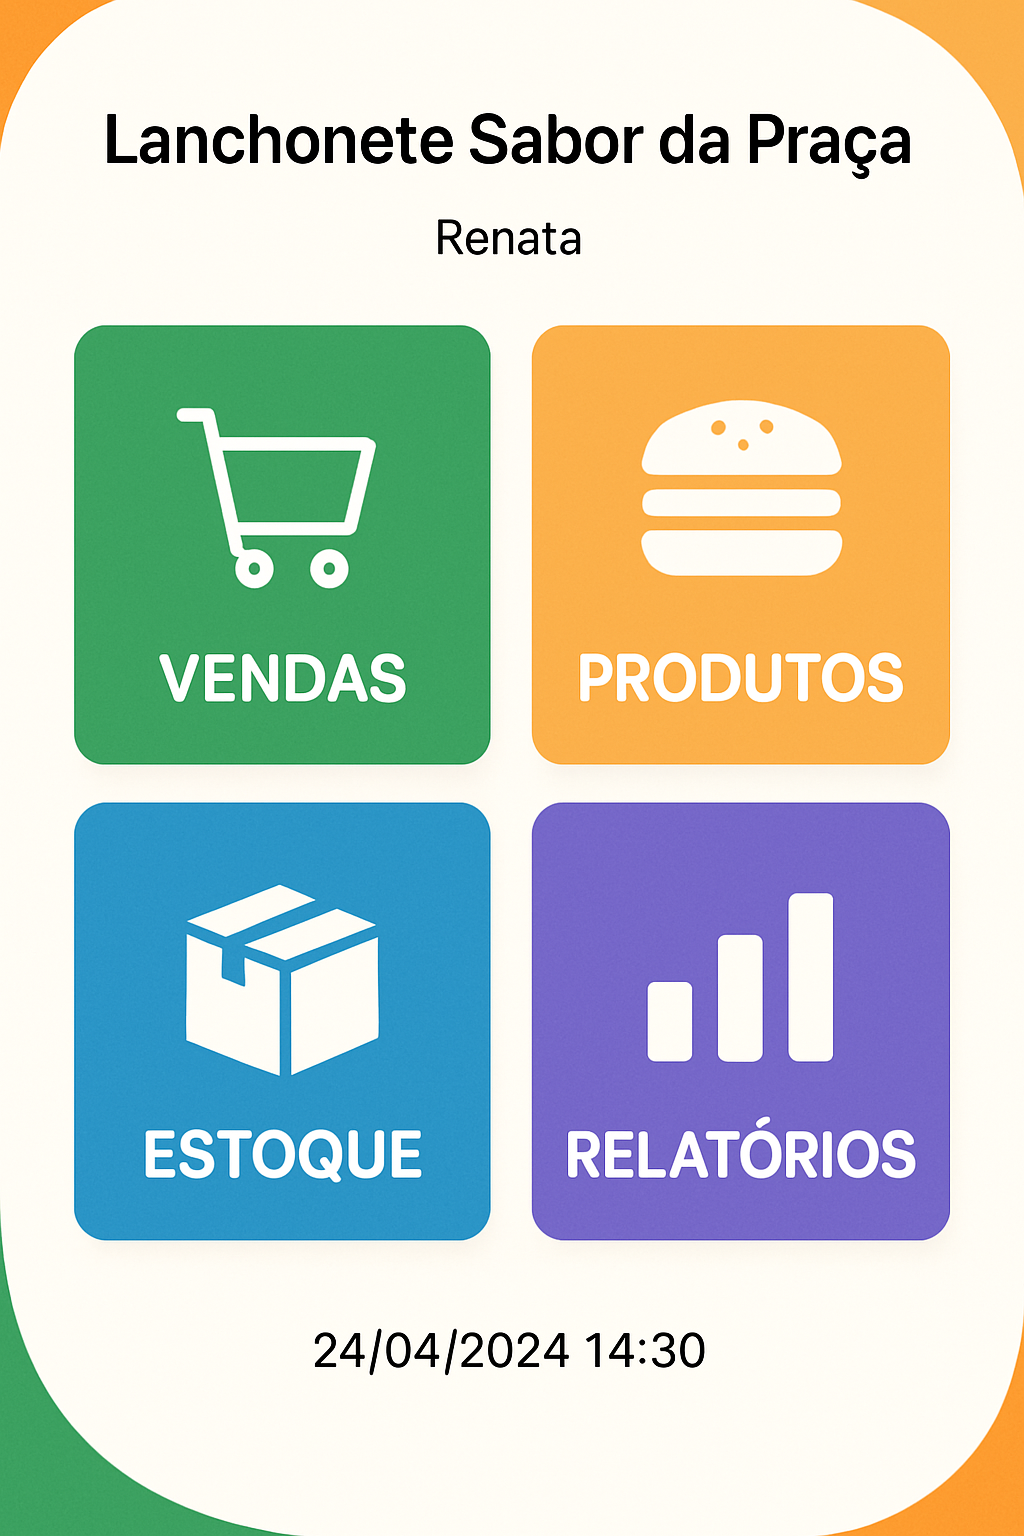 Lanchonete Sabor da Praça
Renata
VENDAS
PRODUTOS
ESTOQUE
RELATÓRIOS
24/04/2024 14:30